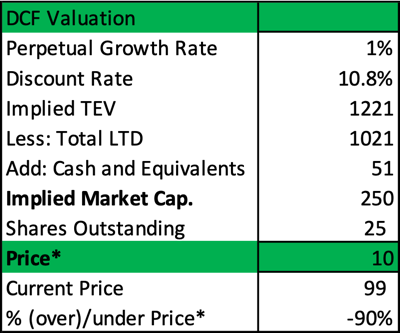 DCF Valuation
Perpetual Growth Rate 1%
Discount Rate 10.8%
Implied TEV 1221
Less: Total LTD 1021
Add: Cash and Equivalents 51
Implied Market Cap. 250
Shares Outstanding 25
Price* 10
Current Price 99
% (over)/under Price* -90%